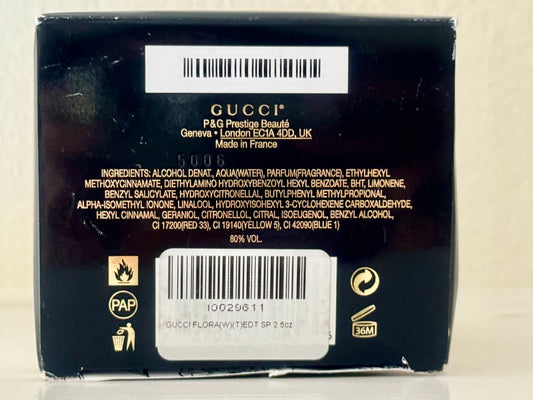 GUCCI®
P&G Prestige Beauté
Geneva • London EC1A 4DD, UK
Made in France
5006
INGREDIENTS: ALCOHOL DENAT., AQUA(WATER), PARFUM(FRAGRANCE), ETHYLHEXYL
METHOXYCINNAMATE, DIETHYLAMINO HYDROXYBENZOYL HEXYL BENZOATE, BHT, LIMONENE,
BENZYL SALICYLATE, HYDROXYCITRONELLAL, BUTYLPHENYL METHYLPROPIONAL,
ALPHA-ISOMETHYL IONONE, LINALOOL, HYDROXYISOHEXYL 3-CYCLOHEXENE CARBOXALDEHYDE,
HEXYL CINNAMAL, GERANIOL, CITRONELLOL, CITRAL, ISOEUGENOL, BENZYL ALCOHOL,
CI 17200(RED 33), CI 19140(YELLOW 5), CI 42090(BLUE 1)
80% VOL.
PAP
I0029611
GUCCI FLORA(W)(T)EDT SP 2.5oz
36M